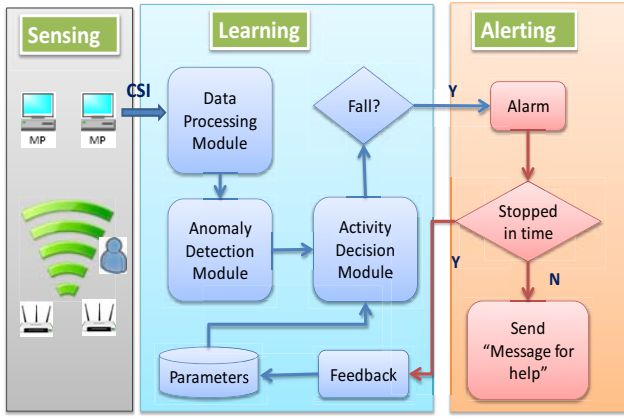 Sensing
Learning
Alerting
CSI
MP
MP
Data
Processing
Module
Fall?
Y
Alarm
Anomaly
Detection
Module
Activity
Decision
Module
Stopped
in time
Y
N
Parameters
Feedback
Send
“Message for
help”